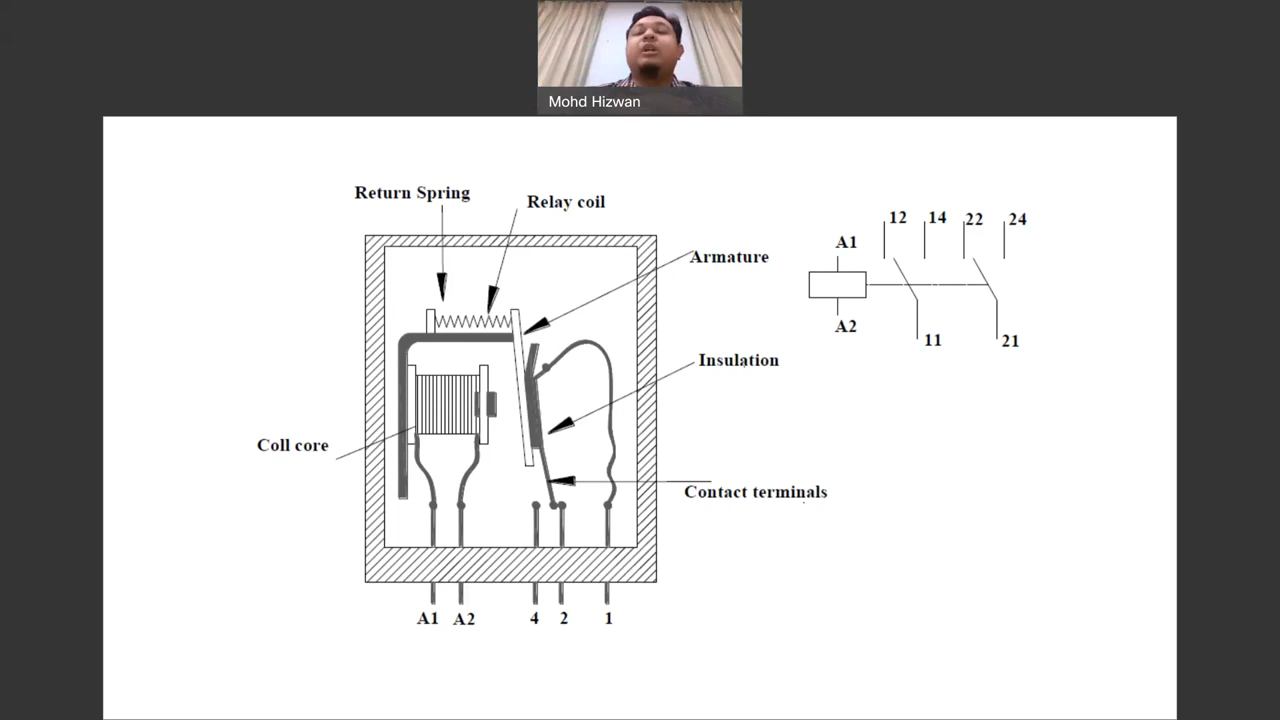 Mohd Hizwan
Return Spring
Relay coil
Armature
Insulation
Coll core
Contact terminals
A1
A2
4
2
1
12
14
22
24
A1
A2
11
21